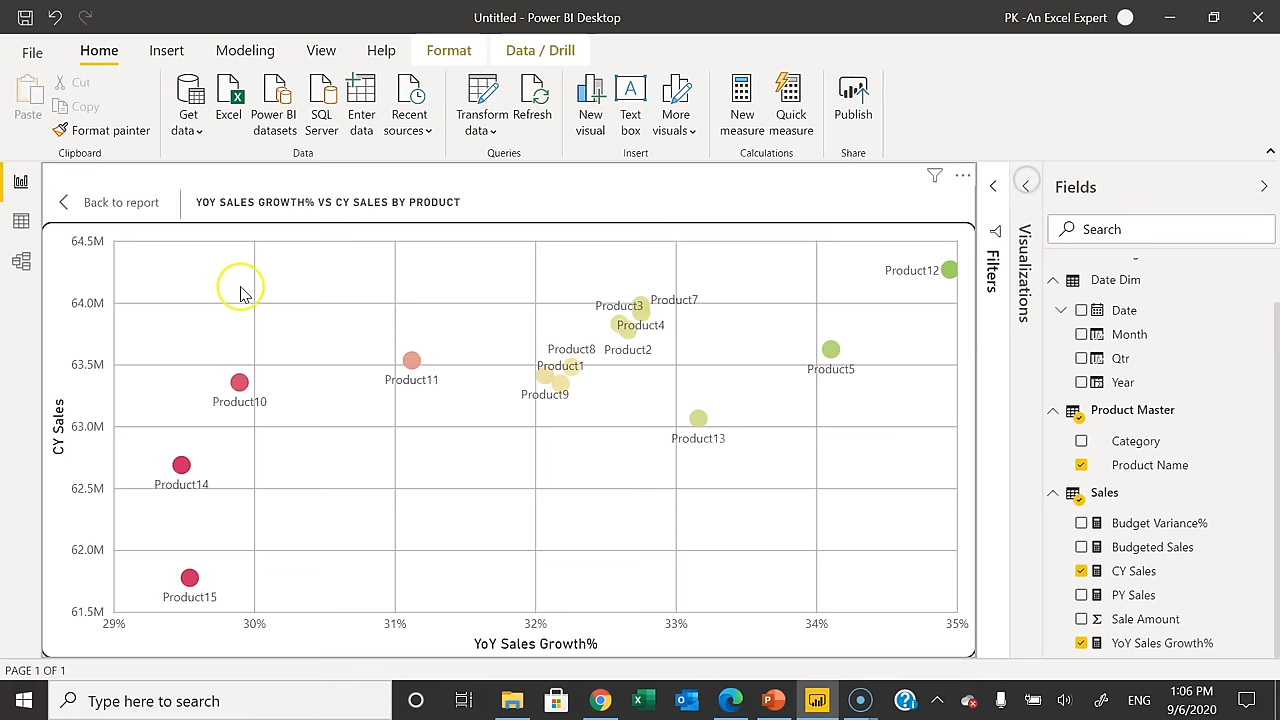 Untitled - Power BI Desktop
PK -An Excel Expert
File Home Insert Modeling View Help Format Data / Drill
Paste
Cut
Copy
Format painter
Clipboard
Get data
Excel
Power BI datasets
SQL Server
Enter data
Recent sources
Data
Transform data
Refresh
Queries
New visual
Text box
More visuals
Insert
New measure
Quick measure
Calculations
Publish
Share
Back to report
YOY SALES GROWTH% VS CY SALES BY PRODUCT
64.5M
64.0M
63.5M
63.0M
62.5M
62.0M
61.5M
CY Sales
Product12
Product7
Product3
Product4
Product2
Product8
Product1
Product9
Product5
Product11
Product10
Product13
Product14
Product15
29% 30% 31% 32% 33% 34% 35%
YoY Sales Growth%
Filters
Visualizations
Fields
Search
Date Dim
Date
Month
Qtr
Year
Product Master
Category
Product Name
Sales
Budget Variance%
Budgeted Sales
CY Sales
PY Sales
Sale Amount
YoY Sales Growth%
PAGE 1 OF 1
Type here to search
ENG
1:06 PM
9/6/2020